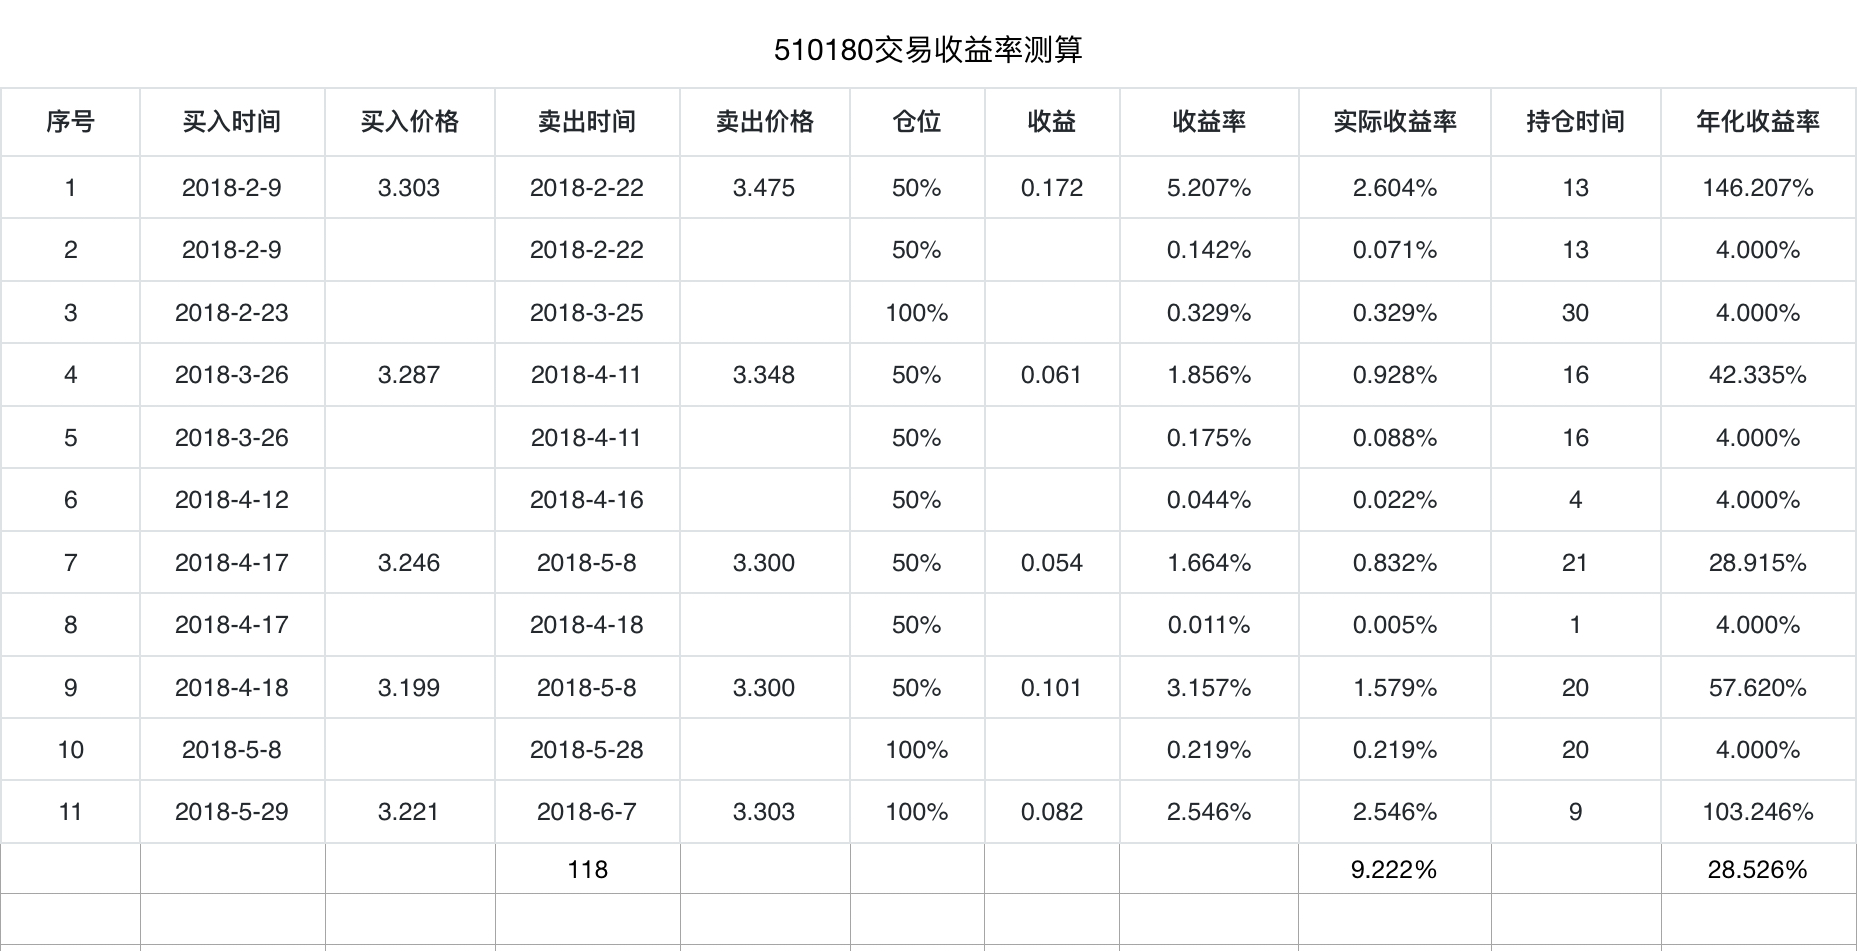 510180交易收益率测算
序号 买入时间 买入价格 卖出时间 卖出价格 仓位 收益 收益率 实际收益率 持仓时间 年化收益率
1 2018-2-9 3.303 2018-2-22 3.475 50% 0.172 5.207% 2.604% 13 146.207%
2 2018-2-9 2018-2-22 50% 0.142% 0.071% 13 4.000%
3 2018-2-23 2018-3-25 100% 0.329% 0.329% 30 4.000%
4 2018-3-26 3.287 2018-4-11 3.348 50% 0.061 1.856% 0.928% 16 42.335%
5 2018-3-26 2018-4-11 50% 0.175% 0.088% 16 4.000%
6 2018-4-12 2018-4-16 50% 0.044% 0.022% 4 4.000%
7 2018-4-17 3.246 2018-5-8 3.300 50% 0.054 1.664% 0.832% 21 28.915%
8 2018-4-17 2018-4-18 50% 0.011% 0.005% 1 4.000%
9 2018-4-18 3.199 2018-5-8 3.300 50% 0.101 3.157% 1.579% 20 57.620%
10 2018-5-8 2018-5-28 100% 0.219% 0.219% 20 4.000%
11 2018-5-29 3.221 2018-6-7 3.303 100% 0.082 2.546% 2.546% 9 103.246%
118 9.222% 28.526%